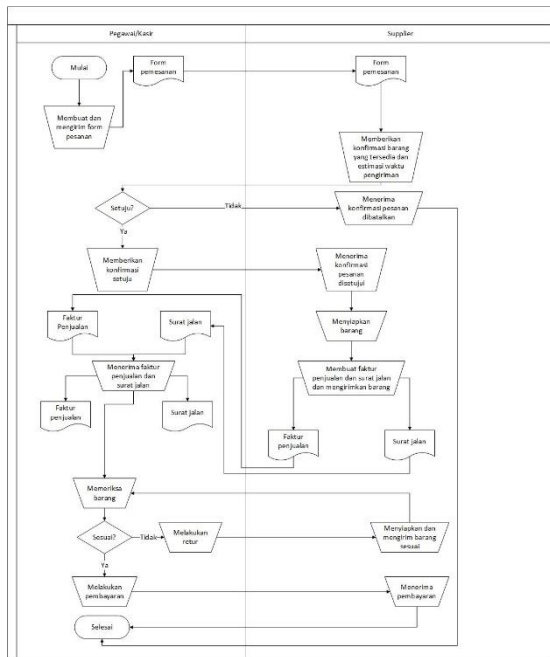 Pegawai/Kasir
Supplier
Mulai
Form
pemesanan
Form
pemesanan
Membuat dan
mengirim form
pesanan
Memberikan
konfirmasi barang
yang tersedia dan
estimasi waktu
pengiriman
Setuju?
Tidak
Menerima
konfirmasi pesanan
dibatalkan
Ya
Memberikan
konfirmasi
setuju
Menerima
konfirmasi
pesanan
disetujui
Faktur
Penjualan
Surat jalan
Menyiapkan
barang
Menerima faktur
penjualan dan
surat jalan
Membuat faktur
penjualan dan surat jalan
dan mengirimkan barang
Faktur
penjualan
Surat jalan
Faktur
penjualan
Surat jalan
Memeriksa
barang
Sesuai?
Tidak
Melakukan
retur
Menyiapkan dan
mengirim barang
sesuai
Ya
Melakukan
pembayaran
Menerima
pembayaran
Selesai